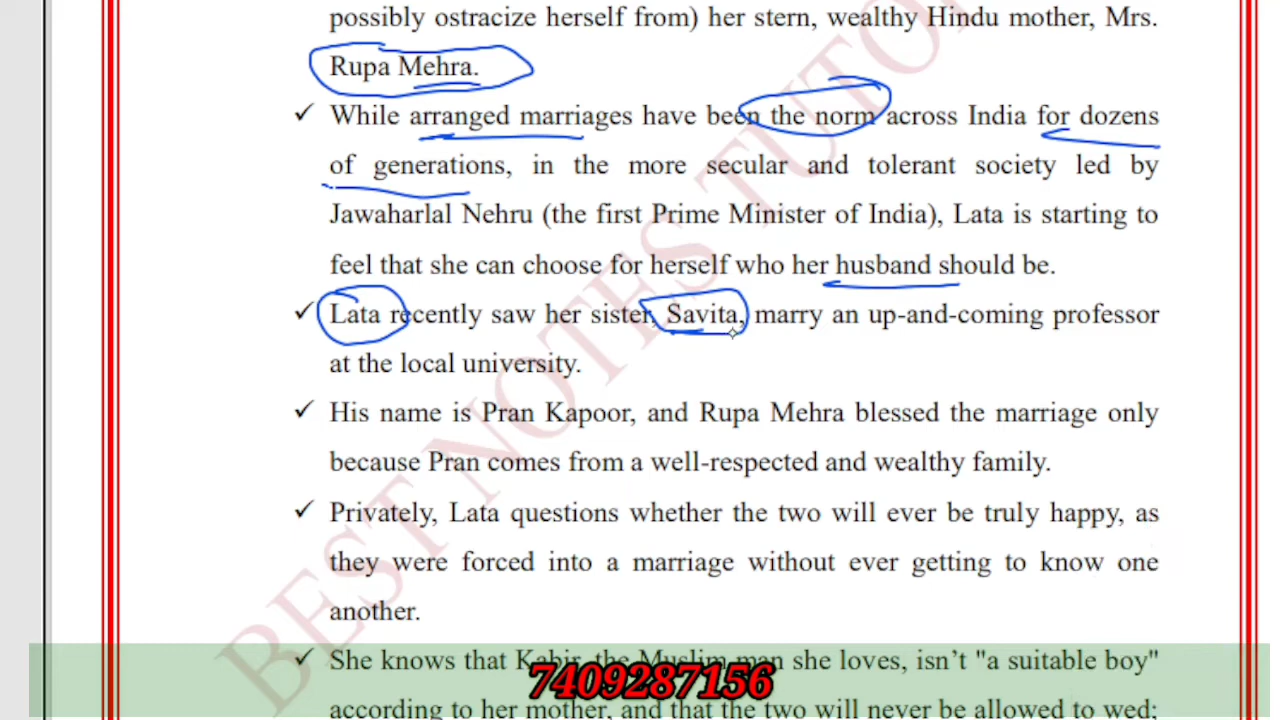 possibly ostracize herself from) her stern, wealthy Hindu mother, Mrs.
Rupa Mehra.
✓ While arranged marriages have been the norm across India for dozens
of generations, in the more secular and tolerant society led by
Jawaharlal Nehru (the first Prime Minister of India), Lata is starting to
feel that she can choose for herself who her husband should be.
✓ Lata recently saw her sister, Savita, marry an up-and-coming professor
at the local university.
✓ His name is Pran Kapoor, and Rupa Mehra blessed the marriage only
because Pran comes from a well-respected and wealthy family.
✓ Privately, Lata questions whether the two will ever be truly happy, as
they were forced into a marriage without ever getting to know one
another.
✓ She knows that Kabir, the Muslim man she loves, isn't "a suitable boy"
7409287156
according to her mother, and that the two will never be allowed to wed;
BEST NOTES TUTOR